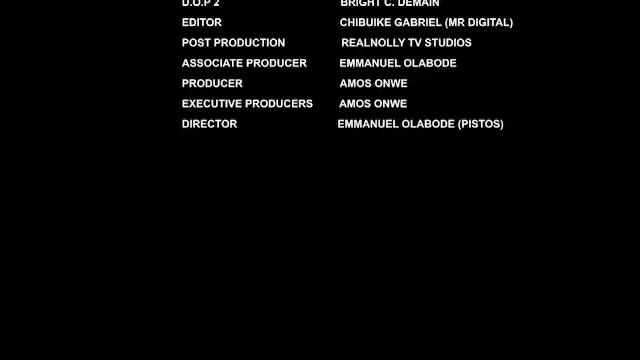 D.O.P 2 BRIGHT C. DEMAIN
EDITOR CHIBUIKE GABRIEL (MR DIGITAL)
POST PRODUCTION REALNOLLY TV STUDIOS
ASSOCIATE PRODUCER EMMANUEL OLABODE
PRODUCER AMOS ONWE
EXECUTIVE PRODUCERS AMOS ONWE
DIRECTOR EMMANUEL OLABODE (PISTOS)